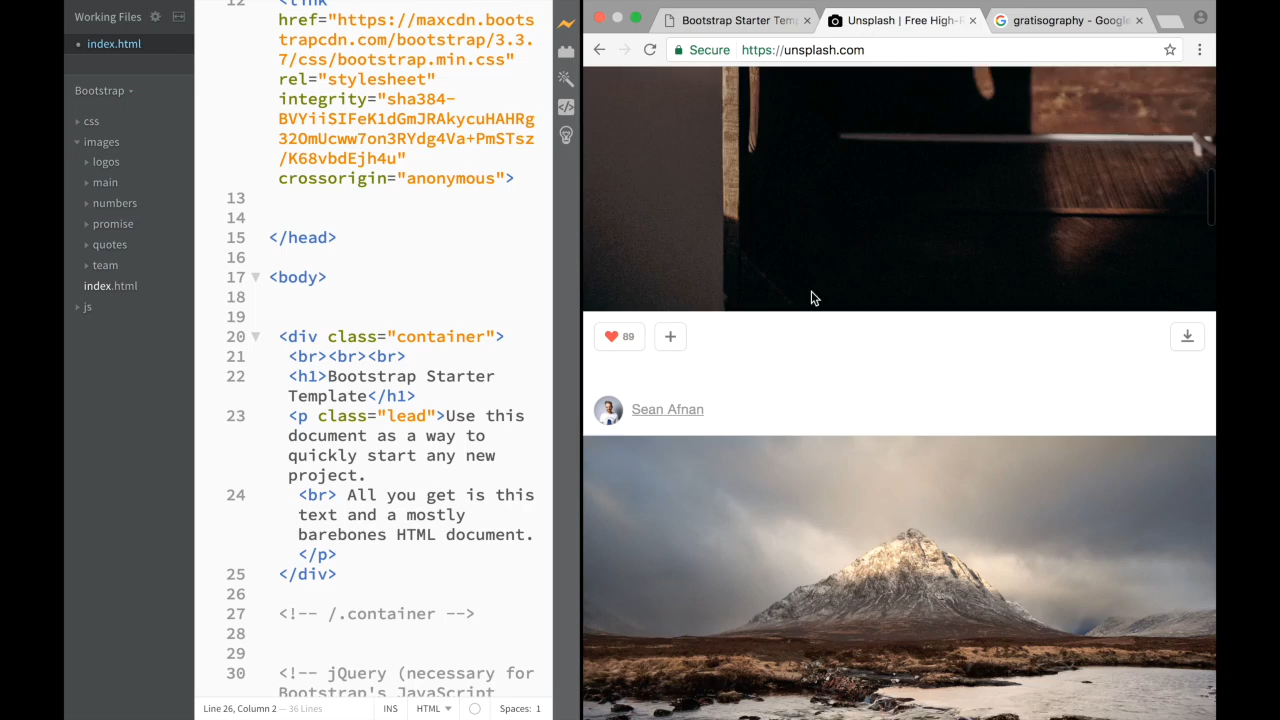 Working Files
index.html
Bootstrap
css
images
logos
main
numbers
promise
quotes
team
index.html
js
12 <link
href="https://maxcdn.boots
trapcdn.com/bootstrap/3.3.
7/css/bootstrap.min.css"
rel="stylesheet"
integrity="sha384-
BVYiiSIFeK1dGmJRAkycuHAHRg
32OmUcww7on3RYdg4Va+PmSTsz
/K68vbdEjh4u"
crossorigin="anonymous">
13
14
15 </head>
16
17 <body>
18
19
20 <div class="container">
21 <br><br><br>
22 <h1>Bootstrap Starter
Template</h1>
23 <p class="lead">Use this
document as a way to
quickly start any new
project.
24 <br> All you get is this
text and a mostly
barebones HTML document.
</p>
25 </div>
26
27 <!-- /.container -->
28
29
30 <!-- jQuery (necessary for
Bootstrap's JavaScript
Line 26, Column 2 — 36 Lines
INS
HTML
Spaces: 1
Bootstrap Starter Temp
Unsplash | Free High-R
gratisography - Google
Secure
https://unsplash.com
89
Sean Afnan